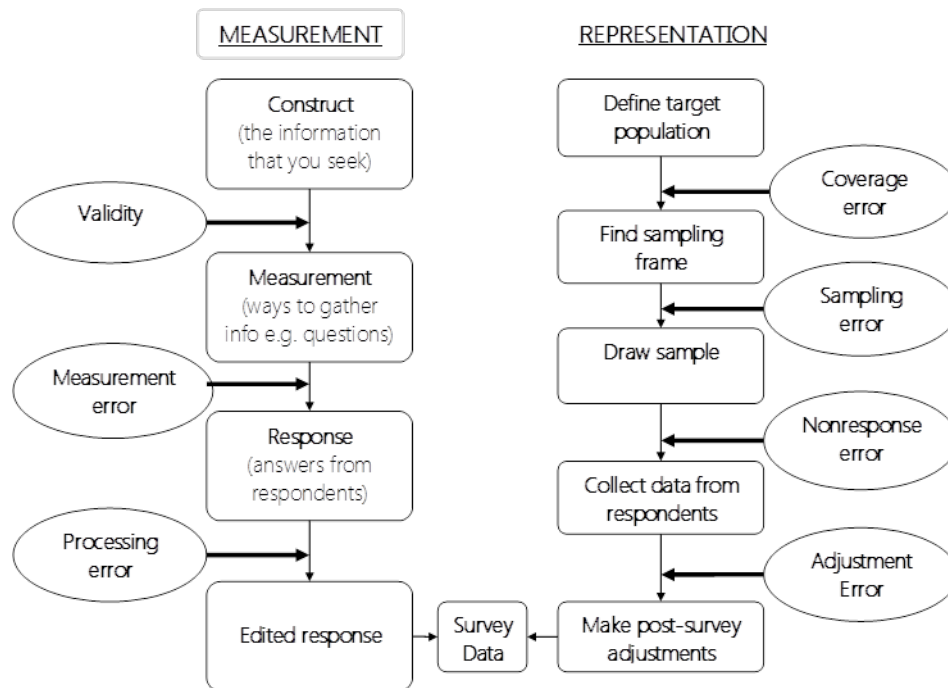 MEASUREMENT
Construct
(the information
that you seek)
Validity
Measurement
(ways to gather
info e.g. questions)
Measurement
error
Response
(answers from
respondents)
Processing
error
Edited response
Survey
Data
REPRESENTATION
Define target
population
Coverage
error
Find sampling
frame
Sampling
error
Draw sample
Nonresponse
error
Collect data from
respondents
Adjustment
Error
Make post-survey
adjustments